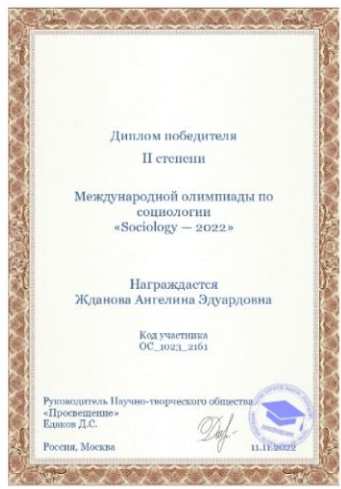 Диплом победителя
II степени
Международной олимпиады по
социологии
«Sociology — 2022»
Награждается
Жданова Ангелина Эдуардовна
Код участника
ОС_1023_2161
Руководитель Научно-творческого общества
«Просвещение»
Едаков Д.С.
Россия, Москва
11.11.2022